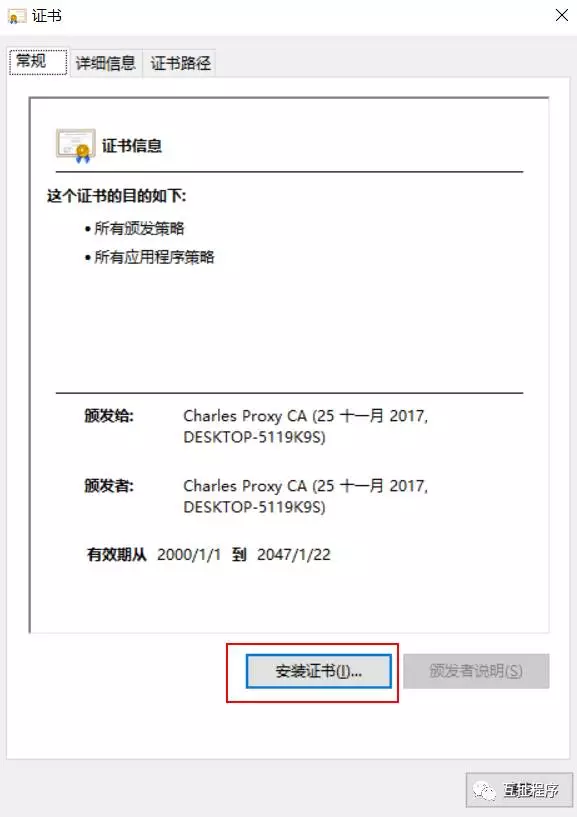 证书
常规
详细信息
证书路径
证书信息
这个证书的目的如下:
•所有颁发策略
•所有应用程序策略
颁发给:
Charles Proxy CA (25 十一月 2017,
DESKTOP-5119K9S)
颁发者:
Charles Proxy CA (25 十一月 2017,
DESKTOP-5119K9S)
有效期从 2000/1/1 到 2047/1/22
安装证书(I)...
颁发者说明(S)